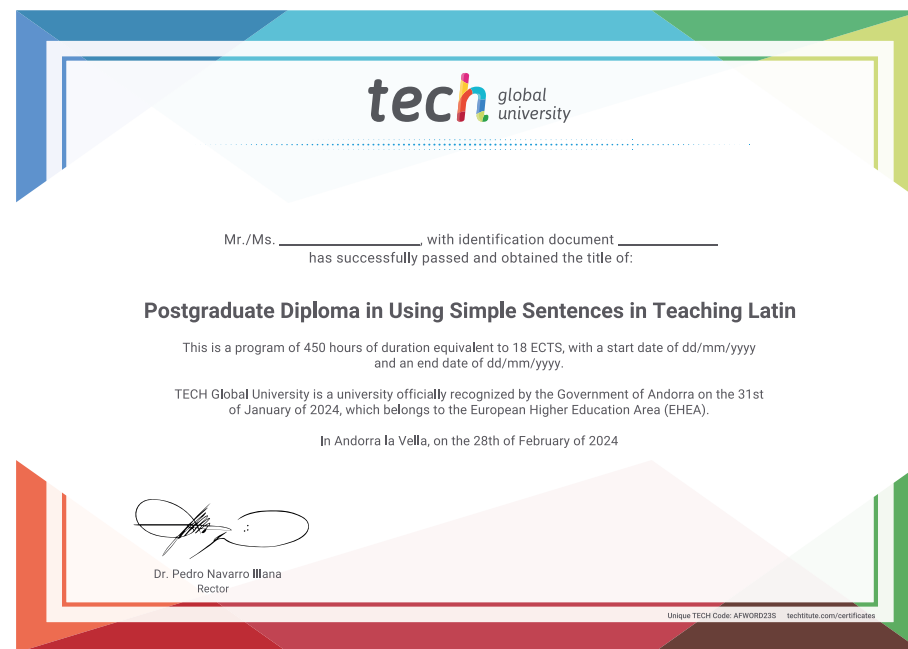 tech global
university
Mr./Ms. ______________, with identification document __________
has successfully passed and obtained the title of:
Postgraduate Diploma in Using Simple Sentences in Teaching Latin
This is a program of 450 hours of duration equivalent to 18 ECTS, with a start date of dd/mm/yyyy
and an end date of dd/mm/yyyy.
TECH Global University is a university officially recognized by the Government of Andorra on the 31st
of January of 2024, which belongs to the European Higher Education Area (EHEA).
In Andorra la Vella, on the 28th of February of 2024
Dr. Pedro Navarro Illana
Rector
Unique TECH Code: AFWORD23S techtitute.com/certificates